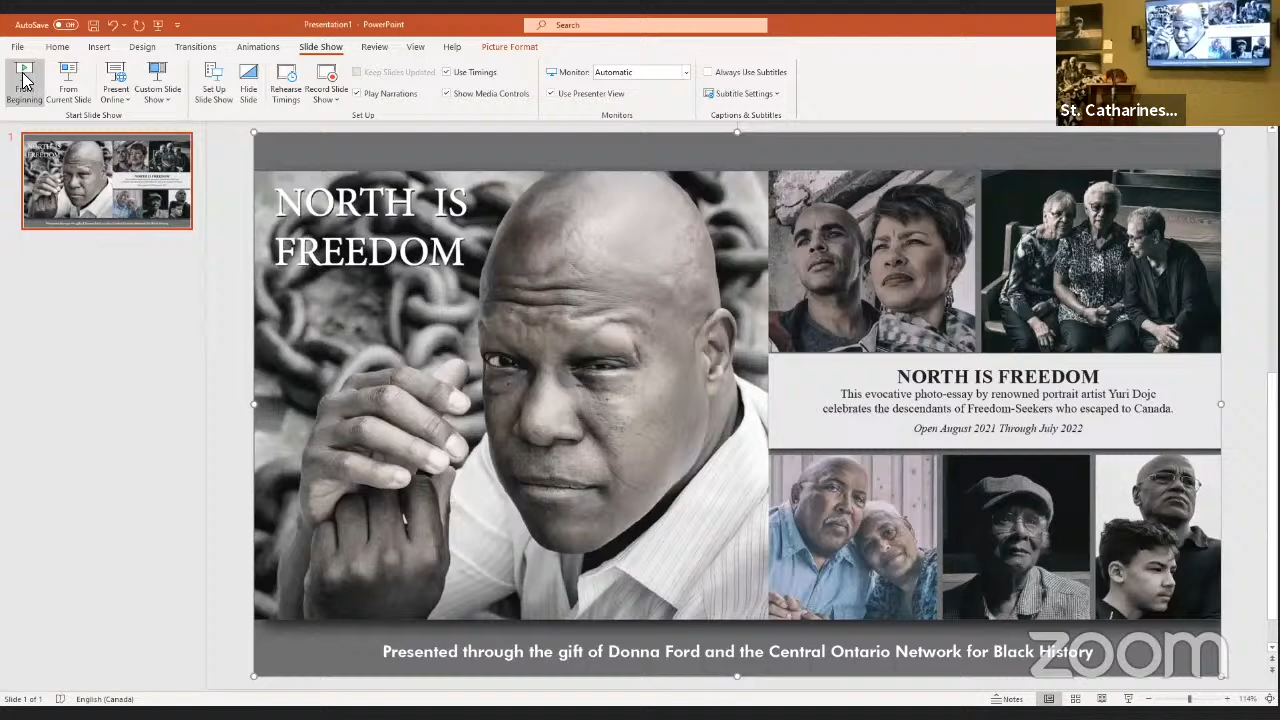 AutoSave Off
Presentation1 - PowerPoint
Search
File Home Insert Design Transitions Animations Slide Show Review View Help Picture Format
From Beginning
From Current Slide
Present Online
Custom Slide Show
Set Up Slide Show
Hide Slide
Rehearse Timings
Record Slide Show
Keep Slides Updated
Play Narrations
Use Timings
Show Media Controls
Monitor: Automatic
Use Presenter View
Always Use Subtitles
Subtitle Settings
Start Slide Show
Set Up
Monitors
Captions & Subtitles
St. Catharines...
1
NORTH IS
FREEDOM
NORTH IS FREEDOM
This evocative photo-essay by renowned portrait artist Yuri Dojc
celebrates the descendants of Freedom-Seekers who escaped to Canada.
Open August 2021 Through July 2022
Presented through the gift of Donna Ford and the Central Ontario Network for Black History
zoom
Slide 1 of 1
English (Canada)
Notes
114%